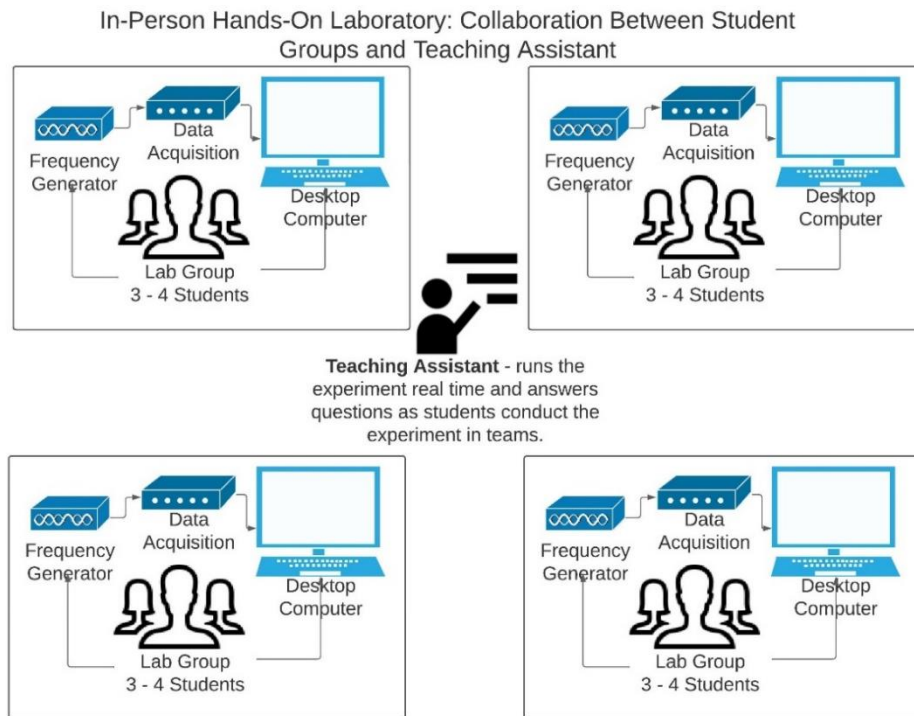 In-Person Hands-On Laboratory: Collaboration Between Student
Groups and Teaching Assistant
Frequency
Generator
Data
Acquisition
Desktop
Computer
Lab Group
3 - 4 Students
Frequency
Generator
Data
Acquisition
Desktop
Computer
Lab Group
3 - 4 Students
Teaching Assistant - runs the
experiment real time and answers
questions as students conduct the
experiment in teams.
Frequency
Generator
Data
Acquisition
Desktop
Computer
Lab Group
3 - 4 Students
Frequency
Generator
Data
Acquisition
Desktop
Computer
Lab Group
3 - 4 Students